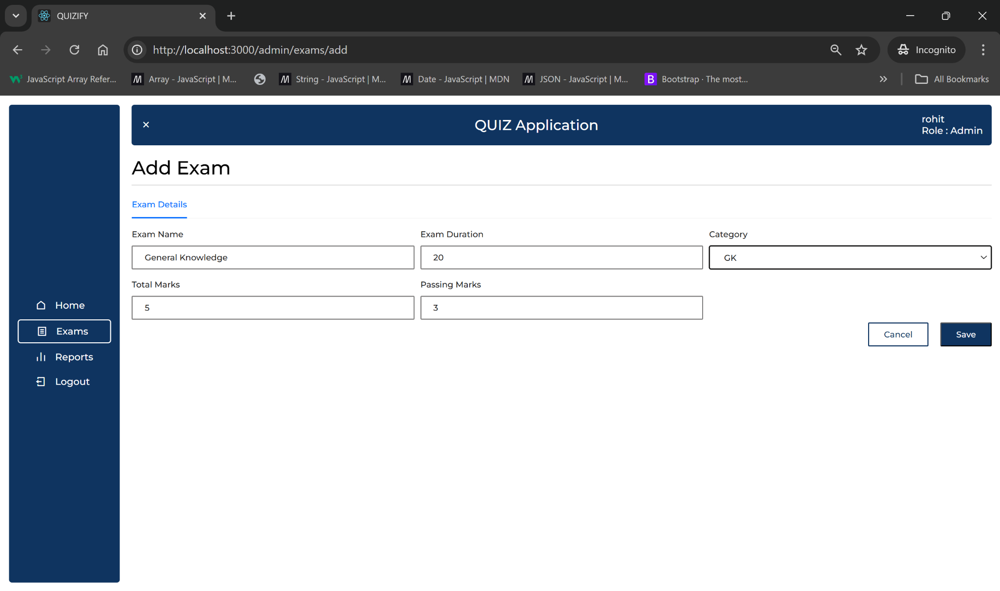 QUIZIFY
http://localhost:3000/admin/exams/add
Incognito
JavaScript Array Refer...
Array - JavaScript | M...
String - JavaScript | M...
Date - JavaScript | MDN
JSON - JavaScript | M...
B Bootstrap · The most...
All Bookmarks
QUIZ Application
rohit
Role : Admin
Home
Exams
Reports
Logout
Add Exam
Exam Details
Exam Name
Exam Duration
Category
General Knowledge
20
GK
Total Marks
Passing Marks
5
3
Cancel
Save